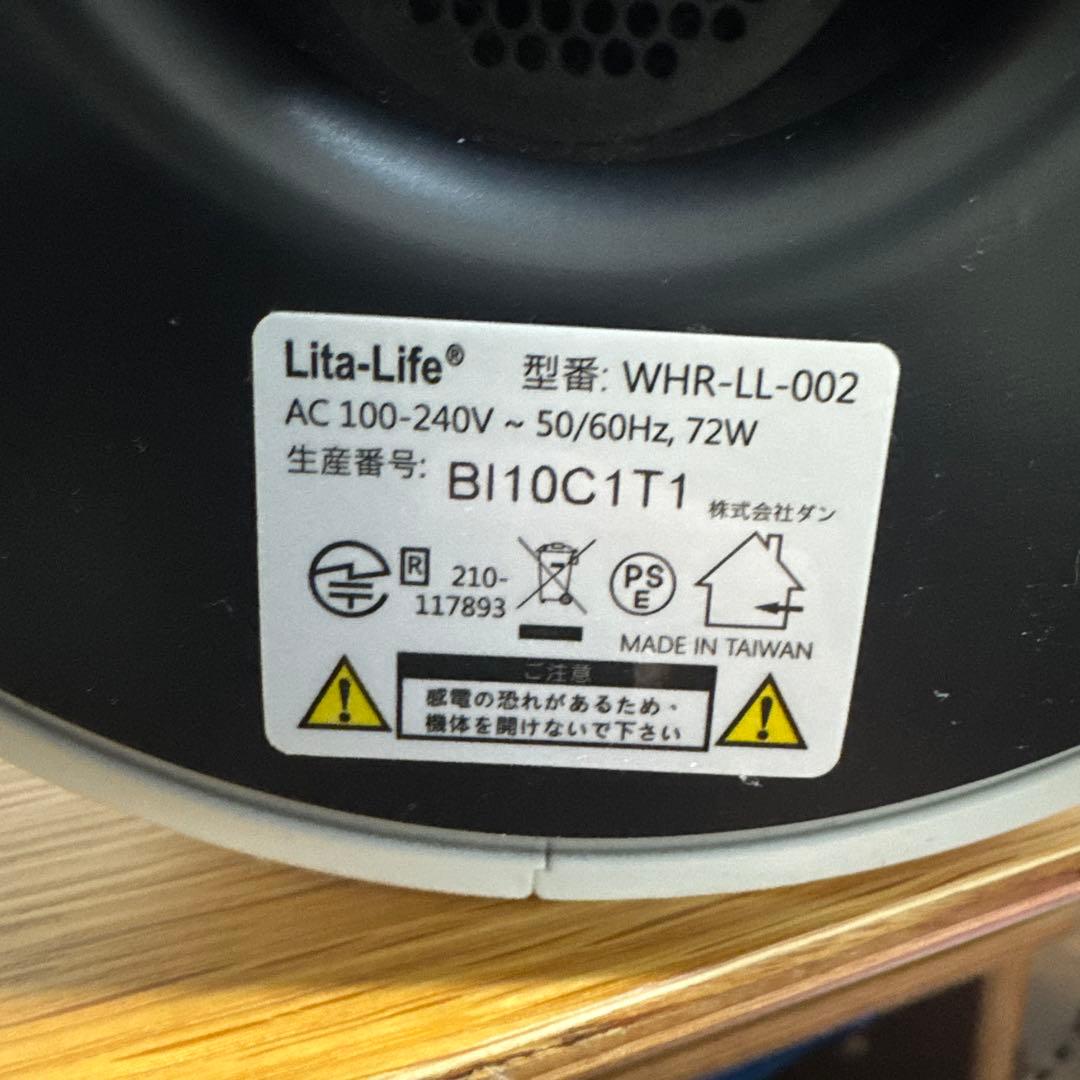 Lita-Life® 型番: WHR-LL-002
AC 100-240V ~ 50/60Hz, 72W
生産番号: BI10C1T1
株式会社ダン
R 210-
117893
PS
E
MADE IN TAIWAN
ご注意
感電の恐れがあるため、
機体を開けないで下さい